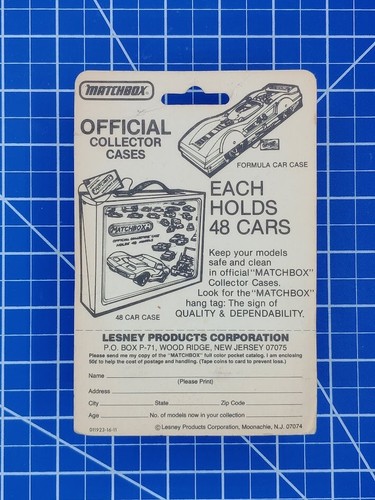 MATCHBOX
OFFICIAL
COLLECTOR
CASES
FORMULA CAR CASE
EACH
HOLDS
48 CARS
MATCHBOX
48 CAR CASE
Keep your models
safe and clean
in official "MATCHBOX"
Collector Cases.
Look for the "MATCHBOX"
hang tag: The sign of
QUALITY & DEPENDABILITY.
LESNEY PRODUCTS CORPORATION
P.O. BOX P-71, WOOD RIDGE, NEW JERSEY 07075
Please send me my copy of the "MATCHBOX" full color pocket catalog. I am enclosing
50¢ to help the cost of postage and handling. (Tape coins to card to prevent loss.)
Name
(Please Print)
Address
City State Zip Code
Age No. of models now in your collection
©Lesney Products Corporation, Moonachie, N.J. 07074